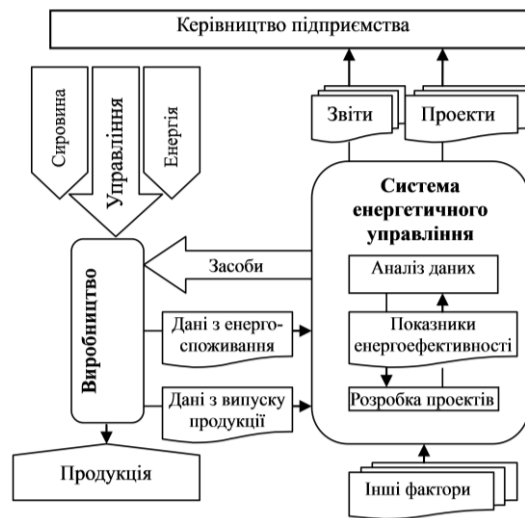 Керівництво підприємства
Сировина
Управління
Енергія
Звіти
Проекти
Система
енергетичного
управління
Засоби
Аналіз даних
Виробництво
Дані з енерго-
споживання
Показники
енергоефективності
Дані з випуску
продукції
Розробка проектів
Продукція
Інші фактори